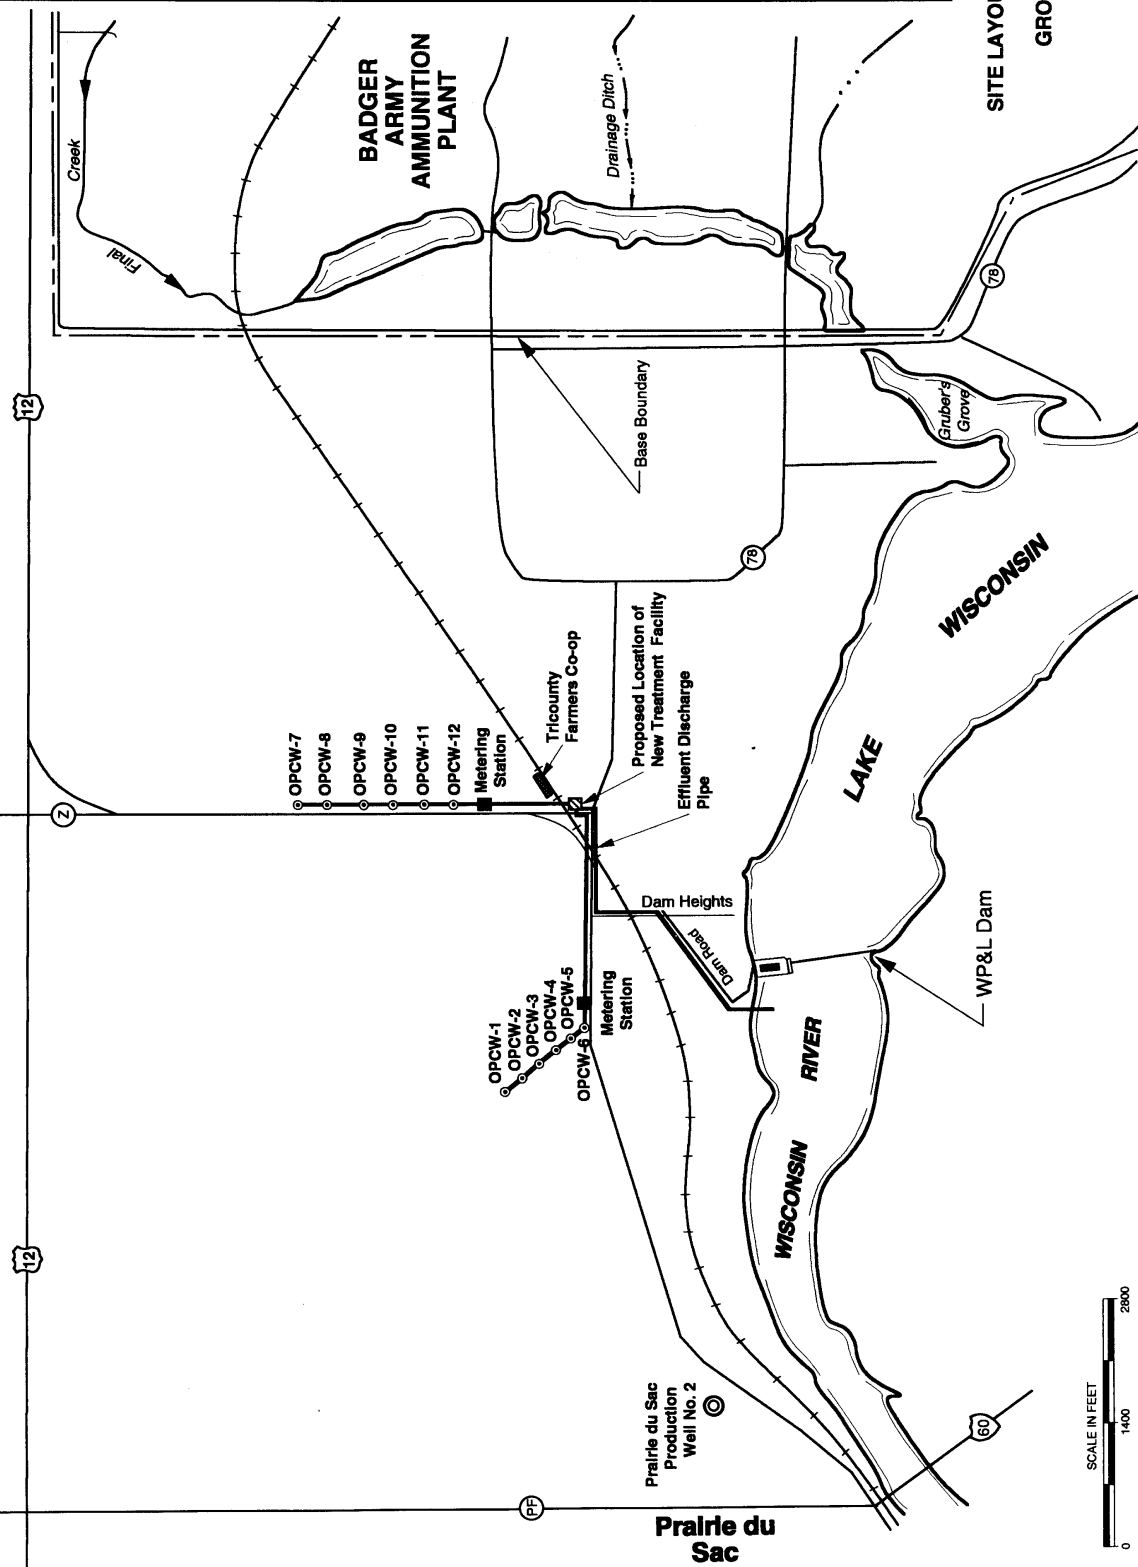 SITE LAYOU
GRO
12
Creek
Final
BADGER
ARMY
AMMUNITION
PLANT
Drainage Ditch
78
Base Boundary
Gruber's
Grove
78
Z
OPCW-7
OPCW-8
OPCW-9
OPCW-10
OPCW-11
OPCW-12
Metering
Station
Tricounty
Farmers Co-op
Proposed Location of
New Treatment Facility
Effluent Discharge
Pipe
Dam Heights
Dam Road
OPCW-1
OPCW-2
OPCW-3
OPCW-4
OPCW-5
OPCW-6
Metering
Station
LAKE
WISCONSIN
WP&L Dam
WISCONSIN
RIVER
12
Prairie du Sac
Production
Well No. 2
PF
Prairie du
Sac
60
SCALE IN FEET
0
1400
2800